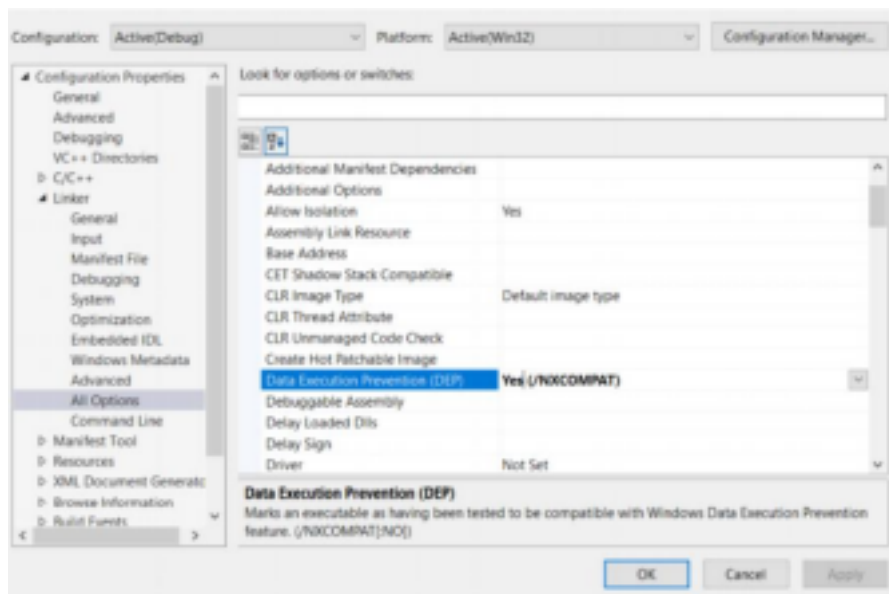 Configuration: Active(Debug) Platform: Active(Win32) Configuration Manager...
Configuration Properties
General
Advanced
Debugging
VC++ Directories
C/C++
Linker
General
Input
Manifest File
Debugging
System
Optimization
Embedded IDL
Windows Metadata
Advanced
All Options
Command Line
Manifest Tool
Resources
XML Document Generato
Browse Information
Build Events
Look for options or switches:
Additional Manifest Dependencies
Additional Options
Allow Isolation Yes
Assembly Link Resource
Base Address
CET Shadow Stack Compatible
CLR Image Type Default image type
CLR Thread Attribute
CLR Unmanaged Code Check
Create Hot Patchable Image
Data Execution Prevention (DEP) Yes (/NXCOMPAT)
Debuggable Assembly
Delay Loaded Dlls
Delay Sign
Driver Not Set
Data Execution Prevention (DEP)
Marks an executable as having been tested to be compatible with Windows Data Execution Prevention
feature. (/NXCOMPAT[:NO])
OK Cancel Apply